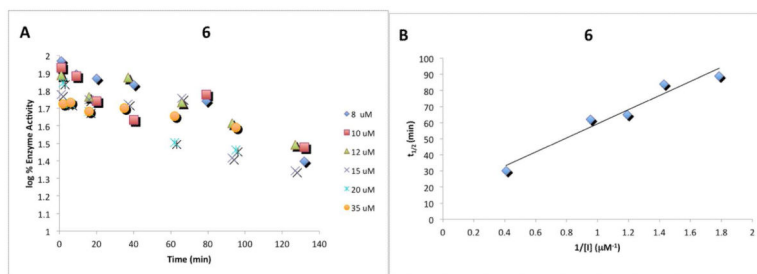 A
6
2
1.9
1.8
1.7
1.6
1.5
1.4
1.3
1.2
1.1
1
log % Enzyme Activity
0 20 40 60 80 100 120 140
Time (min)
8 uM
10 uM
12 uM
15 uM
20 uM
35 uM
B
6
100
90
80
70
60
50
40
30
20
10
0
t1/2 (min)
0 0.2 0.4 0.6 0.8 1 1.2 1.4 1.6 1.8 2
1/[I] (μM⁻¹)